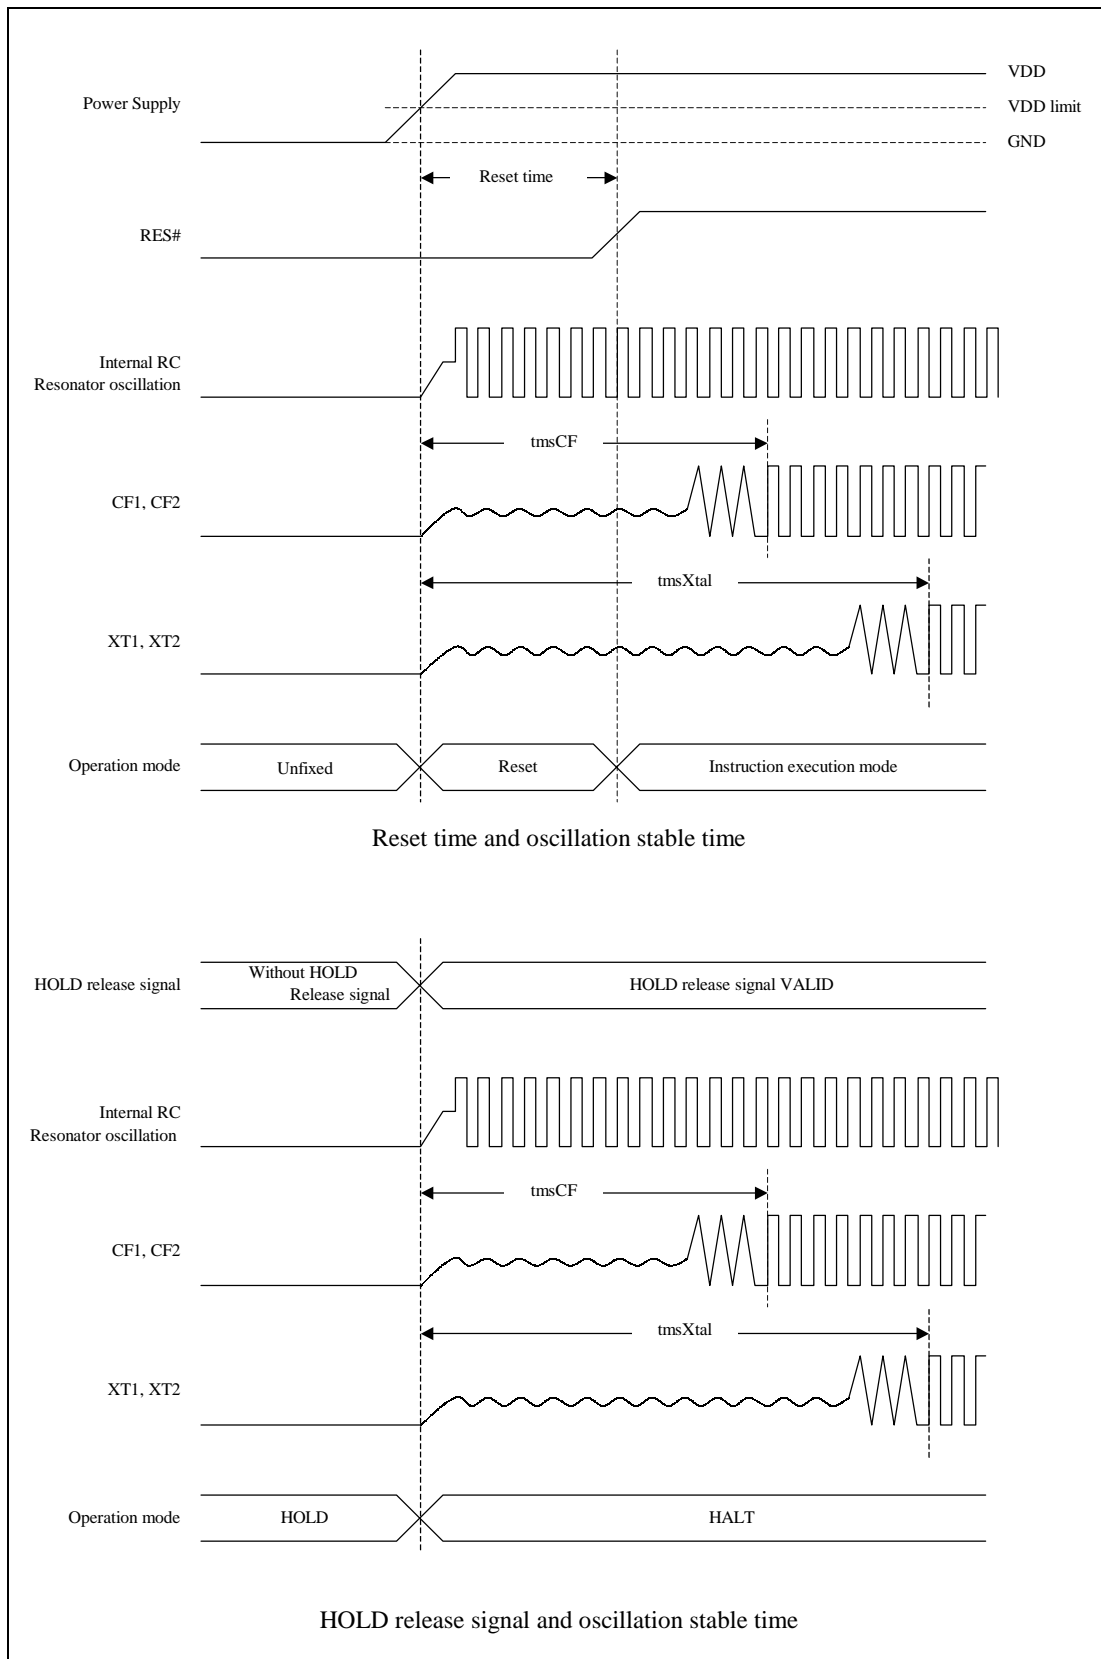 VDD
Power Supply
VDD limit
GND
Reset time
RES#
Internal RC
Resonator oscillation
tmsCF
CF1, CF2
tmsXtal
XT1, XT2
Operation mode
Unfixed
Reset
Instruction execution mode
Reset time and oscillation stable time
HOLD release signal
Without HOLD
Release signal
HOLD release signal VALID
Internal RC
Resonator oscillation
tmsCF
CF1, CF2
tmsXtal
XT1, XT2
Operation mode
HOLD
HALT
HOLD release signal and oscillation stable time